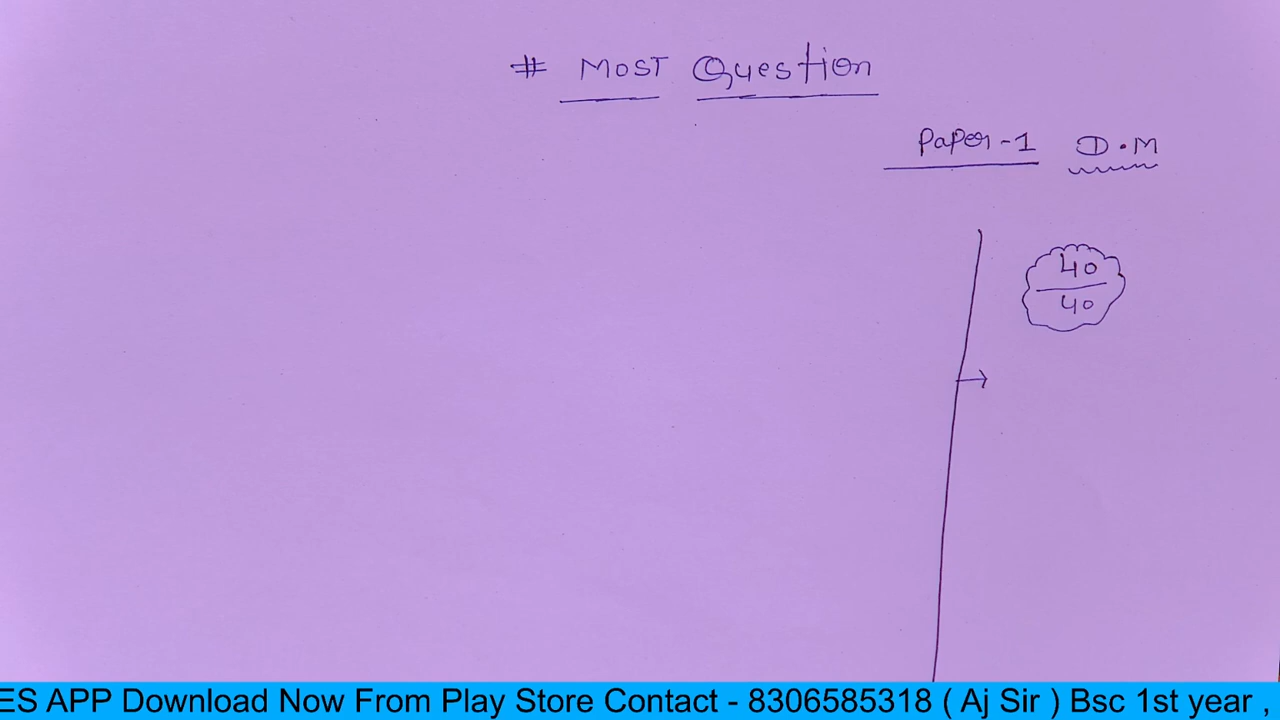 # MOST Question
Paper-1 D.M
40
40
ES APP Download Now From Play Store Contact - 8306585318 ( Aj Sir ) Bsc 1st year ,